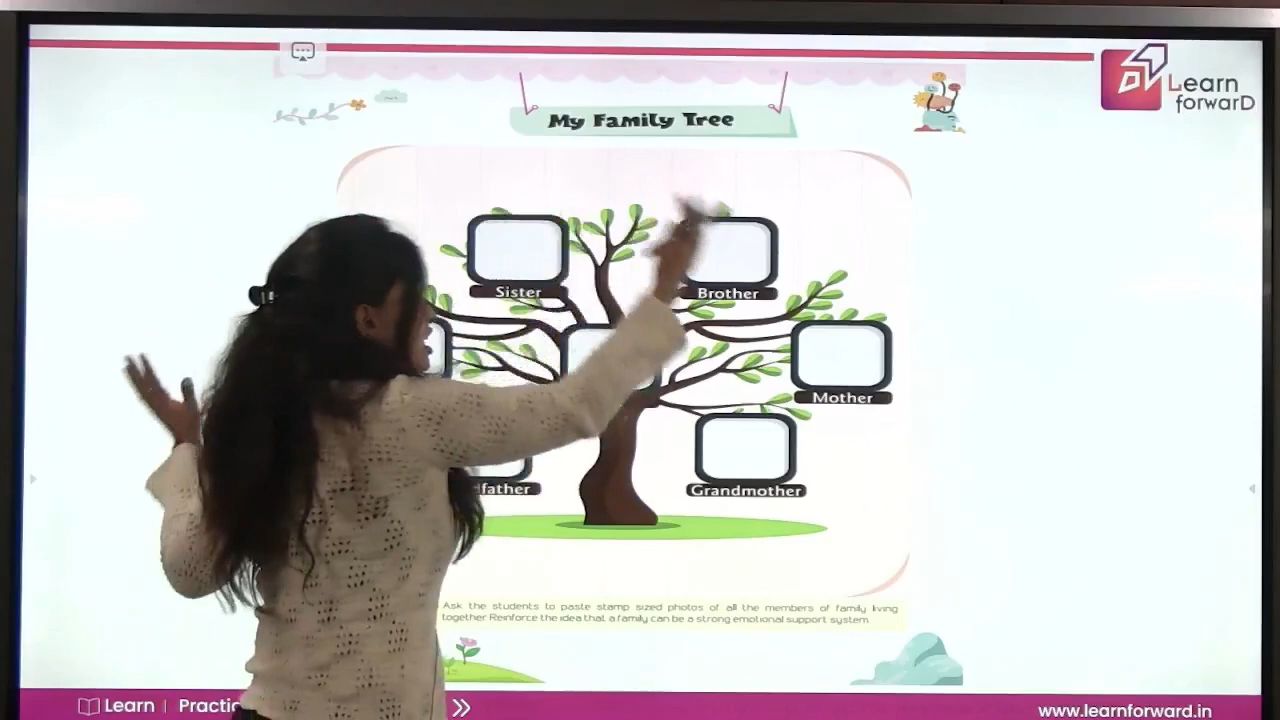 Learn
forwarD
My Family Tree
Sister
Brother
Mother
Grandmother
Ask the students to paste stamp sized photos of all the members of family living
together. Reinforce the idea that a family can be a strong emotional support system
Learn |
www.learnforward.in